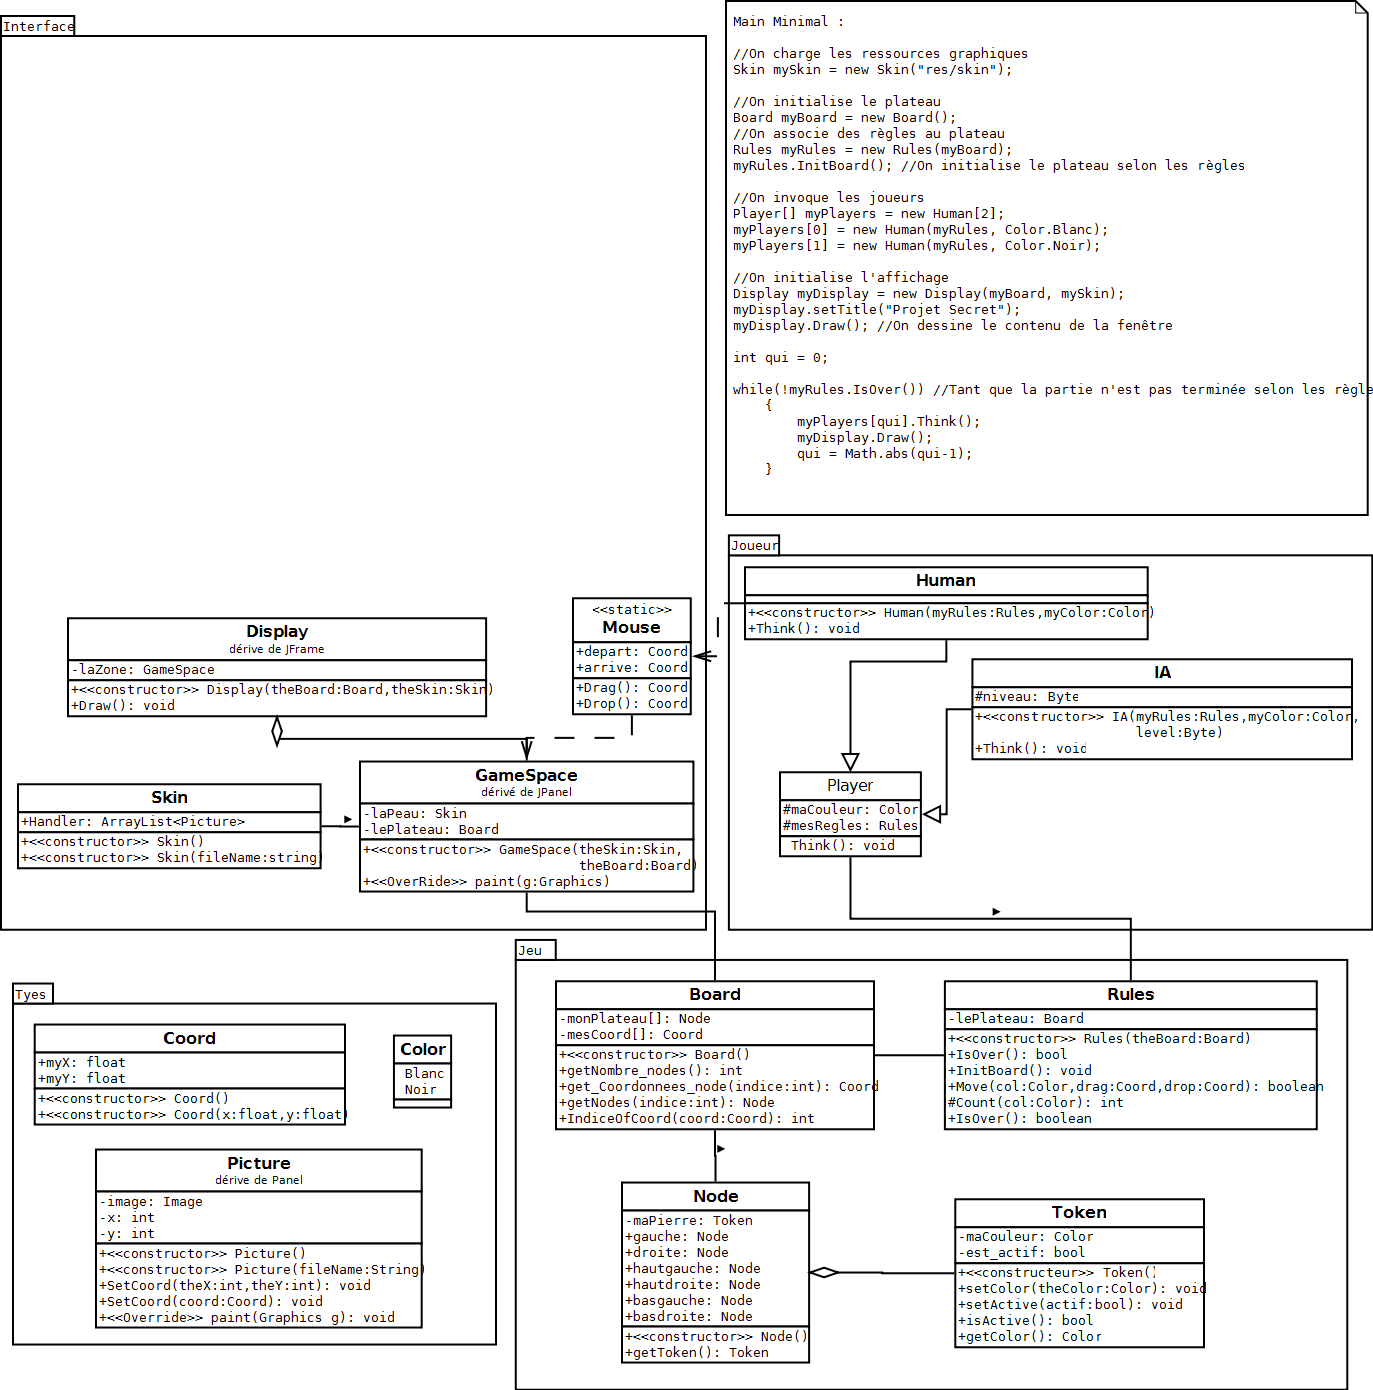 Interface
Display
dérive de JFrame
-laZone: GameSpace
+<<constructor>> Display(theBoard:Board,theSkin:Skin)
+Draw(): void
<<static>>
Mouse
+depart: Coord
+arrive: Coord
+Drag(): Coord
+Drop(): Coord
Skin
+Handler: ArrayList<Picture>
+<<constructor>> Skin()
+<<constructor>> Skin(fileName:string)
GameSpace
dérivé de JPanel
-laPeau: Skin
-lePlateau: Board
+<<constructor>> GameSpace(theSkin:Skin,
theBoard:Board)
+<<OverRide>> paint(g:Graphics)
Main Minimal :
//On charge les ressources graphiques
Skin mySkin = new Skin("res/skin");
//On initialise le plateau
Board myBoard = new Board();
//On associe des règles au plateau
Rules myRules = new Rules(myBoard);
myRules.InitBoard(); //On initialise le plateau selon les règles
//On invoque les joueurs
Player[] myPlayers = new Human[2];
myPlayers[0] = new Human(myRules, Color.Blanc);
myPlayers[1] = new Human(myRules, Color.Noir);
//On initialise l'affichage
Display myDisplay = new Display(myBoard, mySkin);
myDisplay.setTitle("Projet Secret");
myDisplay.Draw(); //On dessine le contenu de la fenêtre
int qui = 0;
while(!myRules.IsOver()) //Tant que la partie n'est pas terminée selon les règle
{
myPlayers[qui].Think();
myDisplay.Draw();
qui = Math.abs(qui-1);
}
Joueur
Human
+<<constructor>> Human(myRules:Rules,myColor:Color)
+Think(): void
IA
#niveau: Byte
+<<constructor>> IA(myRules:Rules,myColor:Color,
level:Byte)
+Think(): void
Player
#maCouleur: Color
#mesRegles: Rules
Think(): void
Tyes
Coord
+myX: float
+myY: float
+<<constructor>> Coord()
+<<constructor>> Coord(x:float,y:float)
Color
Blanc
Noir
Picture
dérive de Panel
-image: Image
-x: int
-y: int
+<<constructor>> Picture()
+<<constructor>> Picture(fileName:String)
+SetCoord(theX:int,theY:int): void
+SetCoord(coord:Coord): void
+<<Override>> paint(Graphics g): void
Jeu
Board
-monPlateau[]: Node
-mesCoord[]: Coord
+<<constructor>> Board()
+getNombre_nodes(): int
+get_Coordonnees_node(indice:int): Coord
+getNodes(indice:int): Node
+IndiceOfCoord(coord:Coord): int
Rules
-lePlateau: Board
+<<constructor>> Rules(theBoard:Board)
+IsOver(): bool
+InitBoard(): void
+Move(col:Color,drag:Coord,drop:Coord): boolean
#Count(col:Color): int
+IsOver(): boolean
Node
-maPierre: Token
+gauche: Node
+droite: Node
+hautgauche: Node
+hautdroite: Node
+basgauche: Node
+basdroite: Node
+<<constructor>> Node()
+getToken(): Token
Token
-maCouleur: Color
-est_actif: bool
+<<constructeur>> Token()
+setColor(theColor:Color): void
+setActive(actif:bool): void
+isActive(): bool
+getColor(): Color